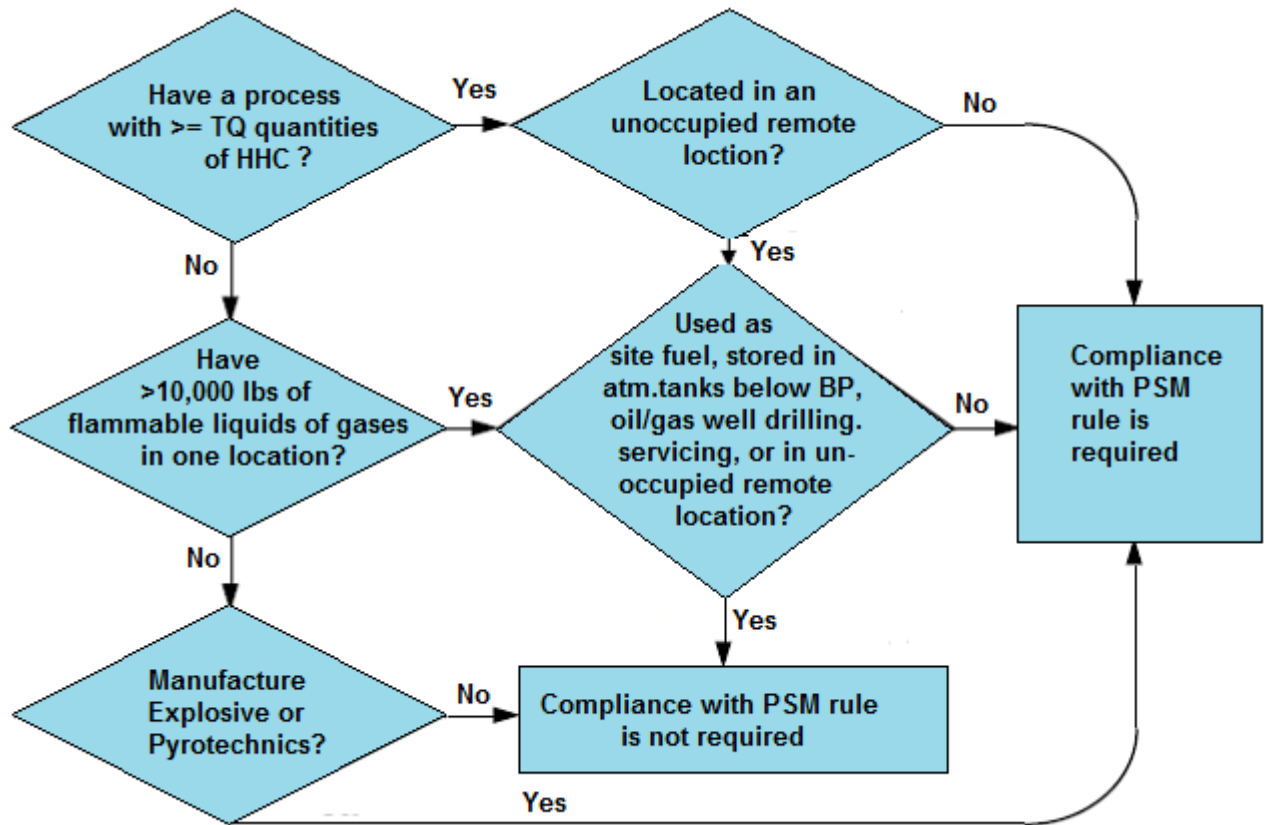 Have a process
with >= TQ quantities
of HHC ?
Yes
Located in an
unoccupied remote
loction?
No
No
Yes
Have
>10,000 lbs of
flammable liquids of gases
in one location?
Yes
Used as
site fuel, stored in
atm.tanks below BP,
oil/gas well drilling.
servicing, or in un-
occupied remote
location?
No
Compliance
with PSM
rule is
required
No
Yes
Manufacture
Explosive or
Pyrotechnics?
No
Compliance with PSM rule
is not required
Yes